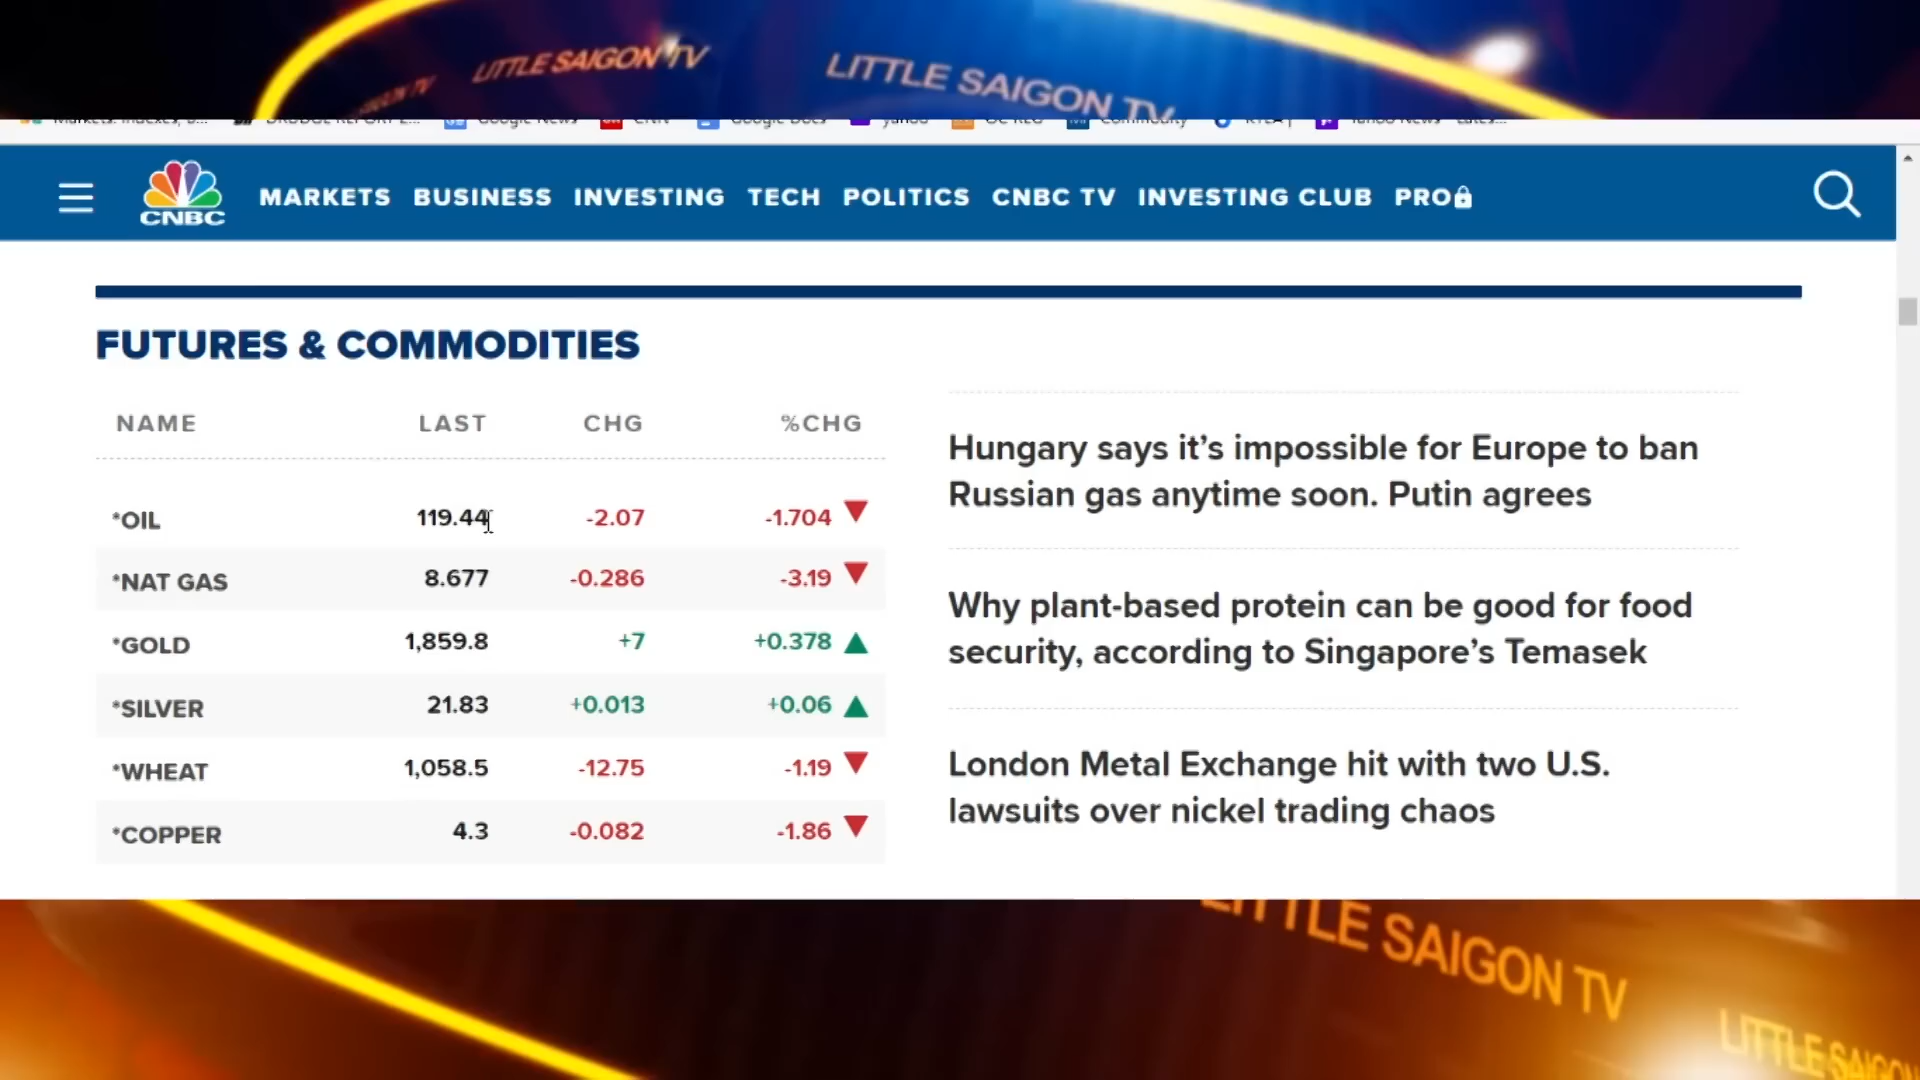 LITTLE SAIGON TV
LITTLE SAIGON TV
SAIGON TV
MARKETS BUSINESS INVESTING TECH POLITICS CNBC TV INVESTING CLUB PRO
CNBC
FUTURES & COMMODITIES
NAME LAST CHG %CHG
*OIL 119.44 -2.07 -1.704
*NAT GAS 8.677 -0.286 -3.19
*GOLD 1,859.8 +7 +0.378
*SILVER 21.83 +0.013 +0.06
*WHEAT 1,058.5 -12.75 -1.19
*COPPER 4.3 -0.082 -1.86
Hungary says it’s impossible for Europe to ban
Russian gas anytime soon. Putin agrees
Why plant-based protein can be good for food
security, according to Singapore’s Temasek
London Metal Exchange hit with two U.S.
lawsuits over nickel trading chaos
LITTLE SAIGON TV
LITTLE SAIGON